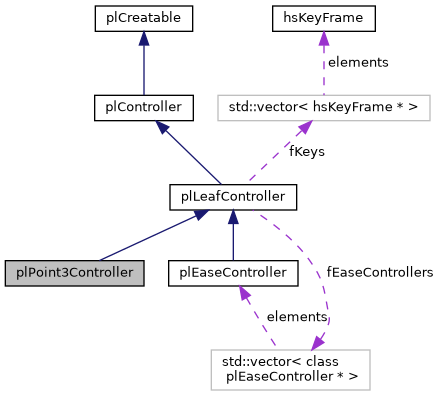 plCreatable
hsKeyFrame
elements
plController
std::vector< hsKeyFrame * >
fKeys
plLeafController
plPoint3Controller
plEaseController
fEaseControllers
elements
std::vector< class
plEaseController * >